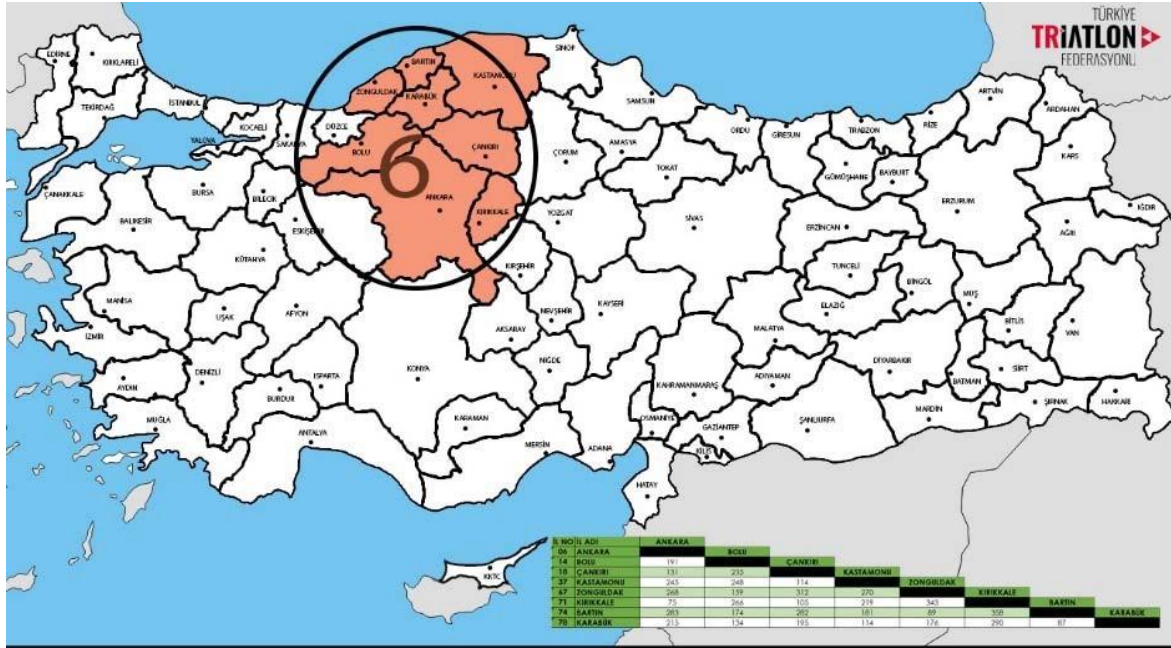 TÜRKİYE
TRİATLON
FEDERASYONU
EDİRNE
KIRKLARELİ
TEKİRDAĞ
İSTANBUL
YALOVA
KOCAELİ
SAKARYA
DÜZCE
BOLU
ZONGULDAK
BARTIN
KARABÜK
KASTAMONU
SİNOP
ÇANKIRI
6
ANKARA
KIRIKKALE
SAMSUN
ORDU
GİRESUN
TRABZON
RİZE
ARTVİN
ARDAHAN
KARS
ÇORUM
AMASYA
TOKAT
GÜMÜŞHANE
BAYBURT
ERZURUM
IĞDIR
AĞRI
ÇANAKKALE
BALIKESİR
BURSA
BİLECİK
ESKİŞEHİR
KÜTAHYA
YOZGAT
SİVAS
ERZİNCAN
TUNCELİ
BİNGÖL
MUŞ
KIRŞEHİR
NEVŞEHİR
KAYSERİ
MALATYA
ELAZIĞ
BİTLİS
VAN
MANİSA
UŞAK
AFYON
İZMİR
AKSARAY
NİĞDE
KONYA
AYDIN
DENİZLİ
ISPARTA
BURDUR
KAHRAMANMARAŞ
ADIYAMAN
DİYARBAKIR
BATMAN
SİİRT
ŞIRNAK
HAKKARİ
MUĞLA
ANTALYA
KARAMAN
MERSİN
ADANA
OSMANİYE
GAZİANTEP
KİLİS
ŞANLIURFA
MARDİN
HATAY
KKTC
İL NO İL ADI ANKARA
06 ANKARA BOLU
14 BOLU 191 ÇANKIRI
18 ÇANKIRI 131 235 KASTAMONU
37 KASTAMONU 245 248 114 ZONGULDAK
67 ZONGULDAK 268 159 312 270 KIRIKKALE
71 KIRIKKALE 75 266 105 219 343 BARTIN
74 BARTIN 283 174 282 181 89 358 KARABÜK
78 KARABÜK 215 134 195 114 176 290 87